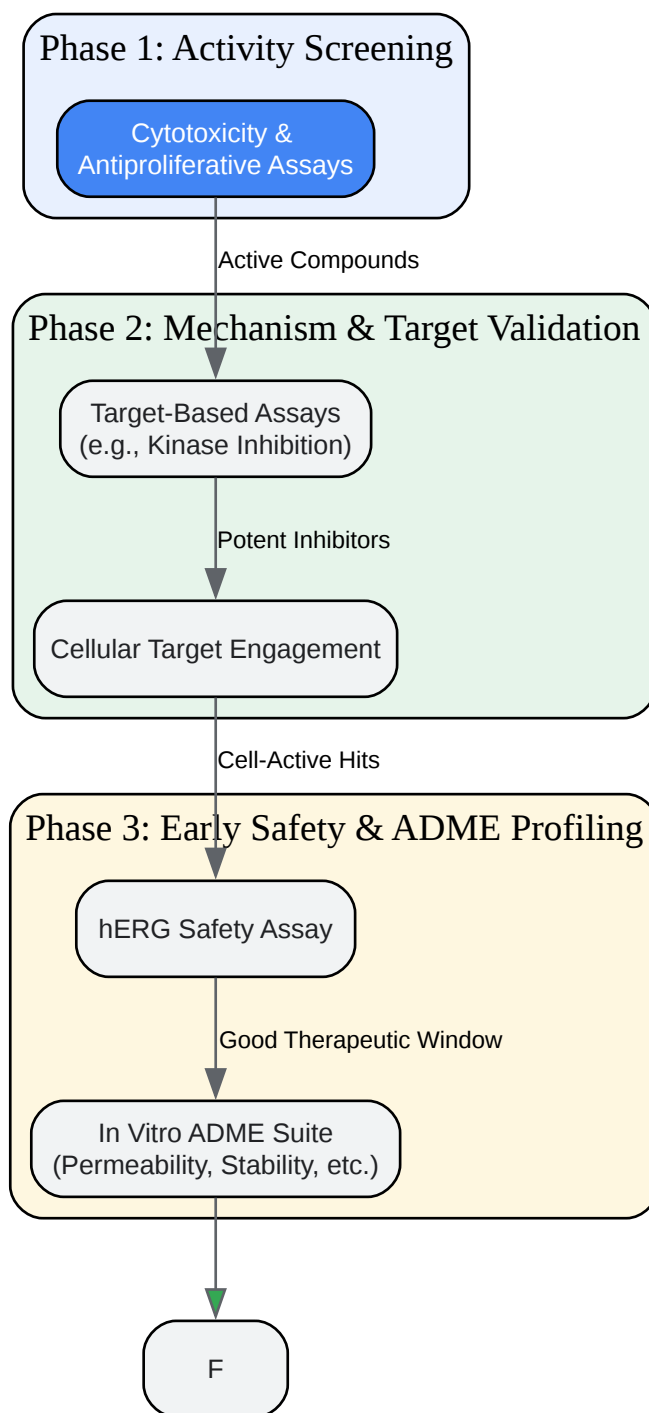 Phase 1: Activity Screening
Cytotoxicity &
Antiproliferative Assays
Active Compounds
Phase 2: Mechanism & Target Validation
Target-Based Assays
(e.g., Kinase Inhibition)
Potent Inhibitors
Cellular Target Engagement
Cell-Active Hits
Phase 3: Early Safety & ADME Profiling
hERG Safety Assay
Good Therapeutic Window
In Vitro ADME Suite
(Permeability, Stability, etc.)
F